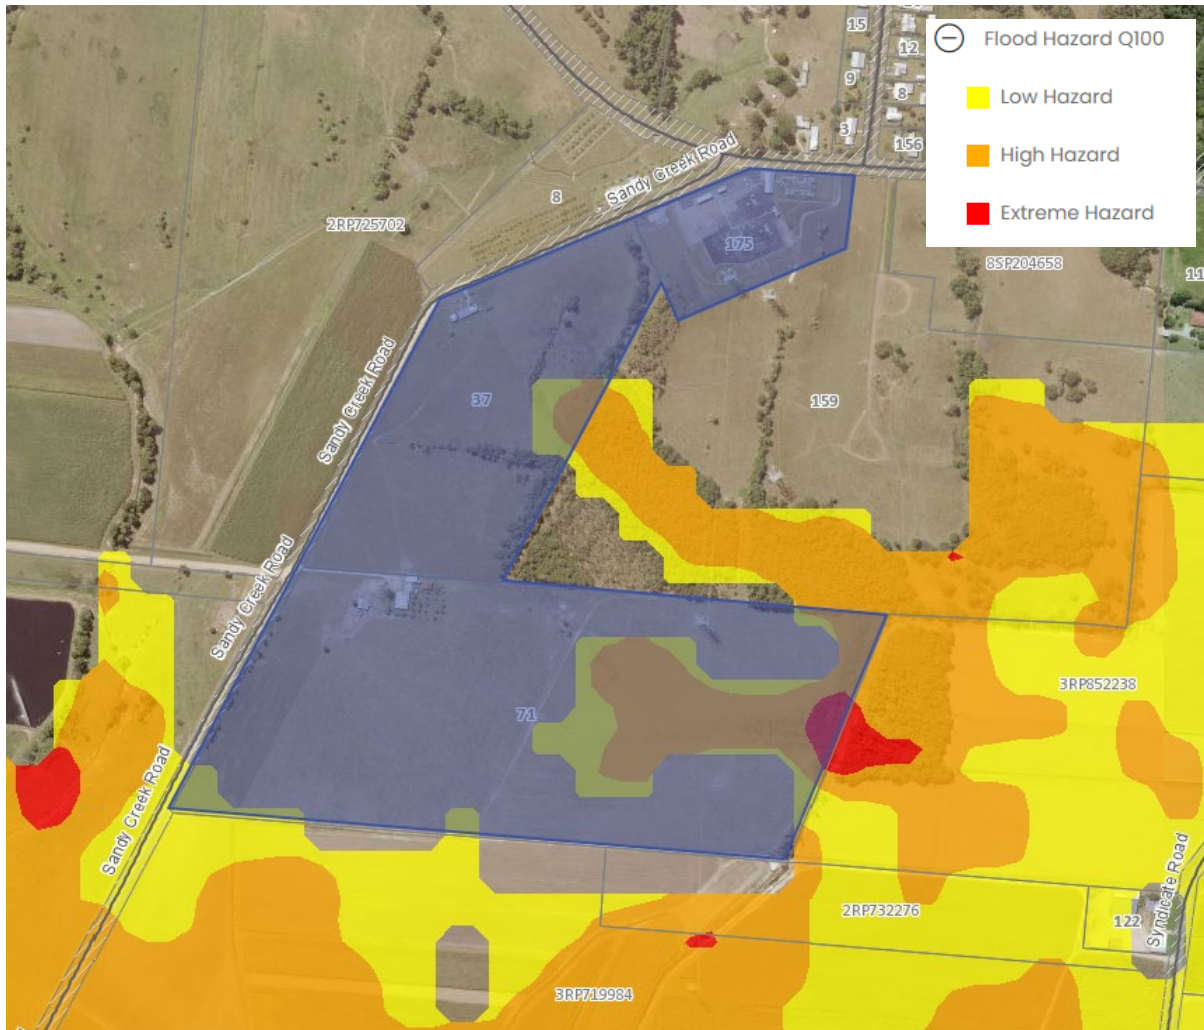 Flood Hazard Q100
Low Hazard
High Hazard
Extreme Hazard
15
12
9
8
3
156
Sandy Creek Road
8
2RP725702
175
8SP204658
11
37
159
Sandy Creek Road
Sandy Creek Road
3RP852238
71
Sandy Creek Road
Syndicate Road
2RP732276
122
3RP719984